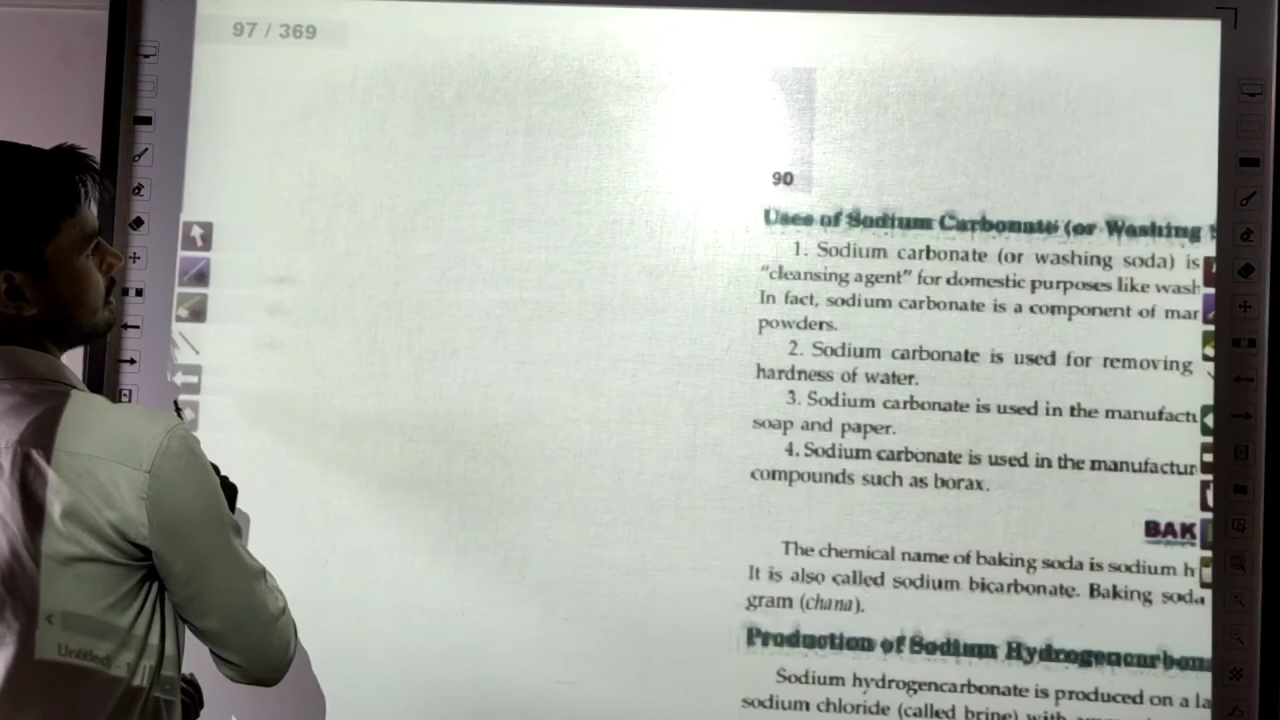 97 / 369
90
Uses of Sodium Carbonate (or Washing
1. Sodium carbonate (or washing soda) is
“cleansing agent” for domestic purposes like wash
In fact, sodium carbonate is a component of mar
powders.
2. Sodium carbonate is used for removing
hardness of water.
3. Sodium carbonate is used in the manufactu
soap and paper.
4. Sodium carbonate is used in the manufactur
compounds such as borax.
BAK
The chemical name of baking soda is sodium h
It is also called sodium bicarbonate. Baking soda
gram (chana).
Production of Sodium Hydrogencarbona
Sodium hydrogencarbonate is produced on a la
sodium chloride (called brine) with
Untitled - 1